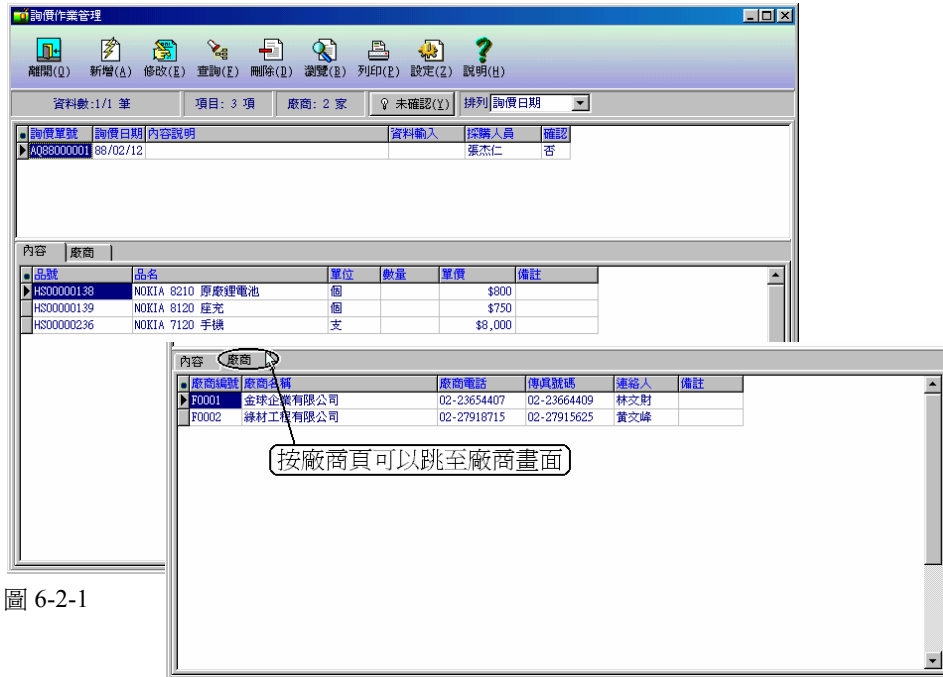 詢價作業管理
離開(Q) 新增(A) 修改(E) 查詢(F) 刪除(D) 瀏覽(B) 列印(P) 設定(Z) 說明(H)
資料數:1/1 筆 項目: 3 項 廠商: 2 家 未確認(Y) 排列 詢價日期
詢價單號 詢價日期 內容說明 資料輸入 採購人員 確認
AQ88000001 88/02/12 張杰仁 否
內容 廠商
品號 品名 單位 數量 單價 備註
HS00000138 NOKIA 8210 原廠鋰電池 個 $800
HS00000139 NOKIA 8120 座充 個 $750
HS00000236 NOKIA 7120 手機 支 $8,000
內容 廠商
廠商編號 廠商名稱 廠商電話 傳真號碼 連絡人 備註
F0001 金球企業有限公司 02-23654407 02-23664409 林文財
F0002 綠材工程有限公司 02-27918715 02-27915625 黃文峰
按廠商頁可以跳至廠商畫面
圖 6-2-1